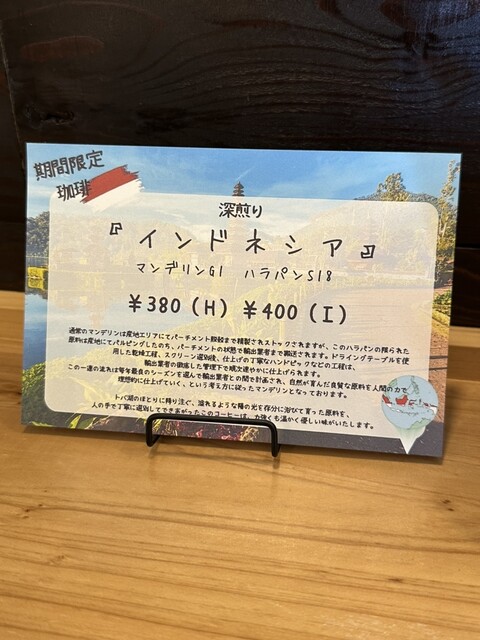 期間限定
珈琲
深煎り
『インドネシア』
マンデリンG1 ハラパンS18
¥380(H) ¥400(I)
通常のマンデリンは産地エリアにてパーチメント脱殻まで精製されストックされますが、このハラパンの限られた
原料は産地にてパルピングしたのち、パーチメントの状態で輸出業者まで搬送されます。ドライングテーブルを使
用した乾燥工程、スクリーン選別後、仕上げの丁寧なハンドピックなどの工程は、
輸出業者の徹底した管理下で順次速やかに仕上げられます。
この一連の流れは毎年最良のシーズンを選んで輸出業者との間で計画され、自然が育んだ良質な原料を人間の力で
理想的に仕上げていく、という考え方に従ったマンデリンとなっております。
トバ湖のほとりに降り注ぐ、溢れるような陽の光を存分に浴びて育った原料を、
人の手で丁寧に選別してできあがったこのコーヒーは、力強くも温かく優しい味がいたします。